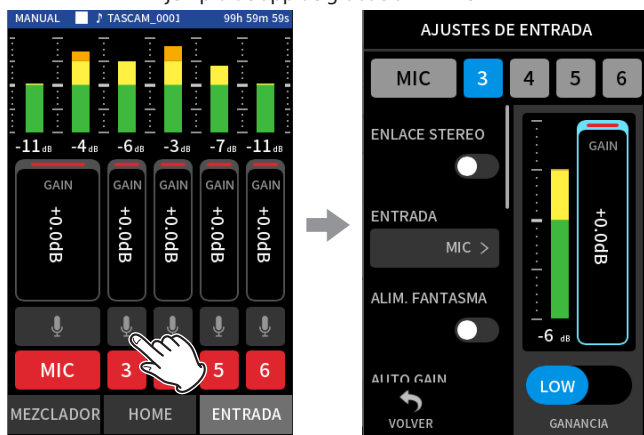 MANUAL TASCAM_0001 99h 59m 59s
-11 dB -4 dB -6 dB -3 dB -7 dB -11 dB
GAIN GAIN GAIN GAIN GAIN
+0.0dB +0.0dB +0.0dB +0.0dB +0.0dB
MIC 3 5 6
MEZCLADOR HOME ENTRADA
AJUSTES DE ENTRADA
MIC 3 4 5 6
ENLACE STEREO
ENTRADA
MIC >
ALIM. FANTASMA
AUTO GAIN
VOLVER
GAIN
+0.0dB
-6 dB
LOW
GANANCIA